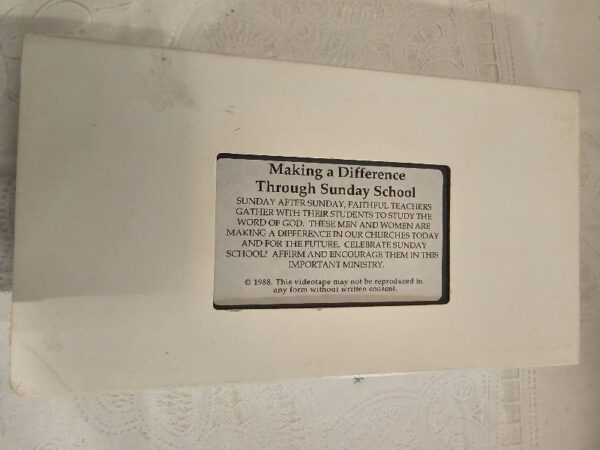 Making a Difference
Through Sunday School
SUNDAY AFTER SUNDAY, FAITHFUL TEACHERS
GATHER WITH THEIR STUDENTS TO STUDY THE
WORD OF GOD. THESE MEN AND WOMEN ARE
MAKING A DIFFERENCE IN OUR CHURCHES TODAY
AND FOR THE FUTURE. CELEBRATE SUNDAY
SCHOOL! AFFIRM AND ENCOURAGE THEM IN THIS
IMPORTANT MINISTRY.
© 1988. This videotape may not be reproduced in
any form without written consent.